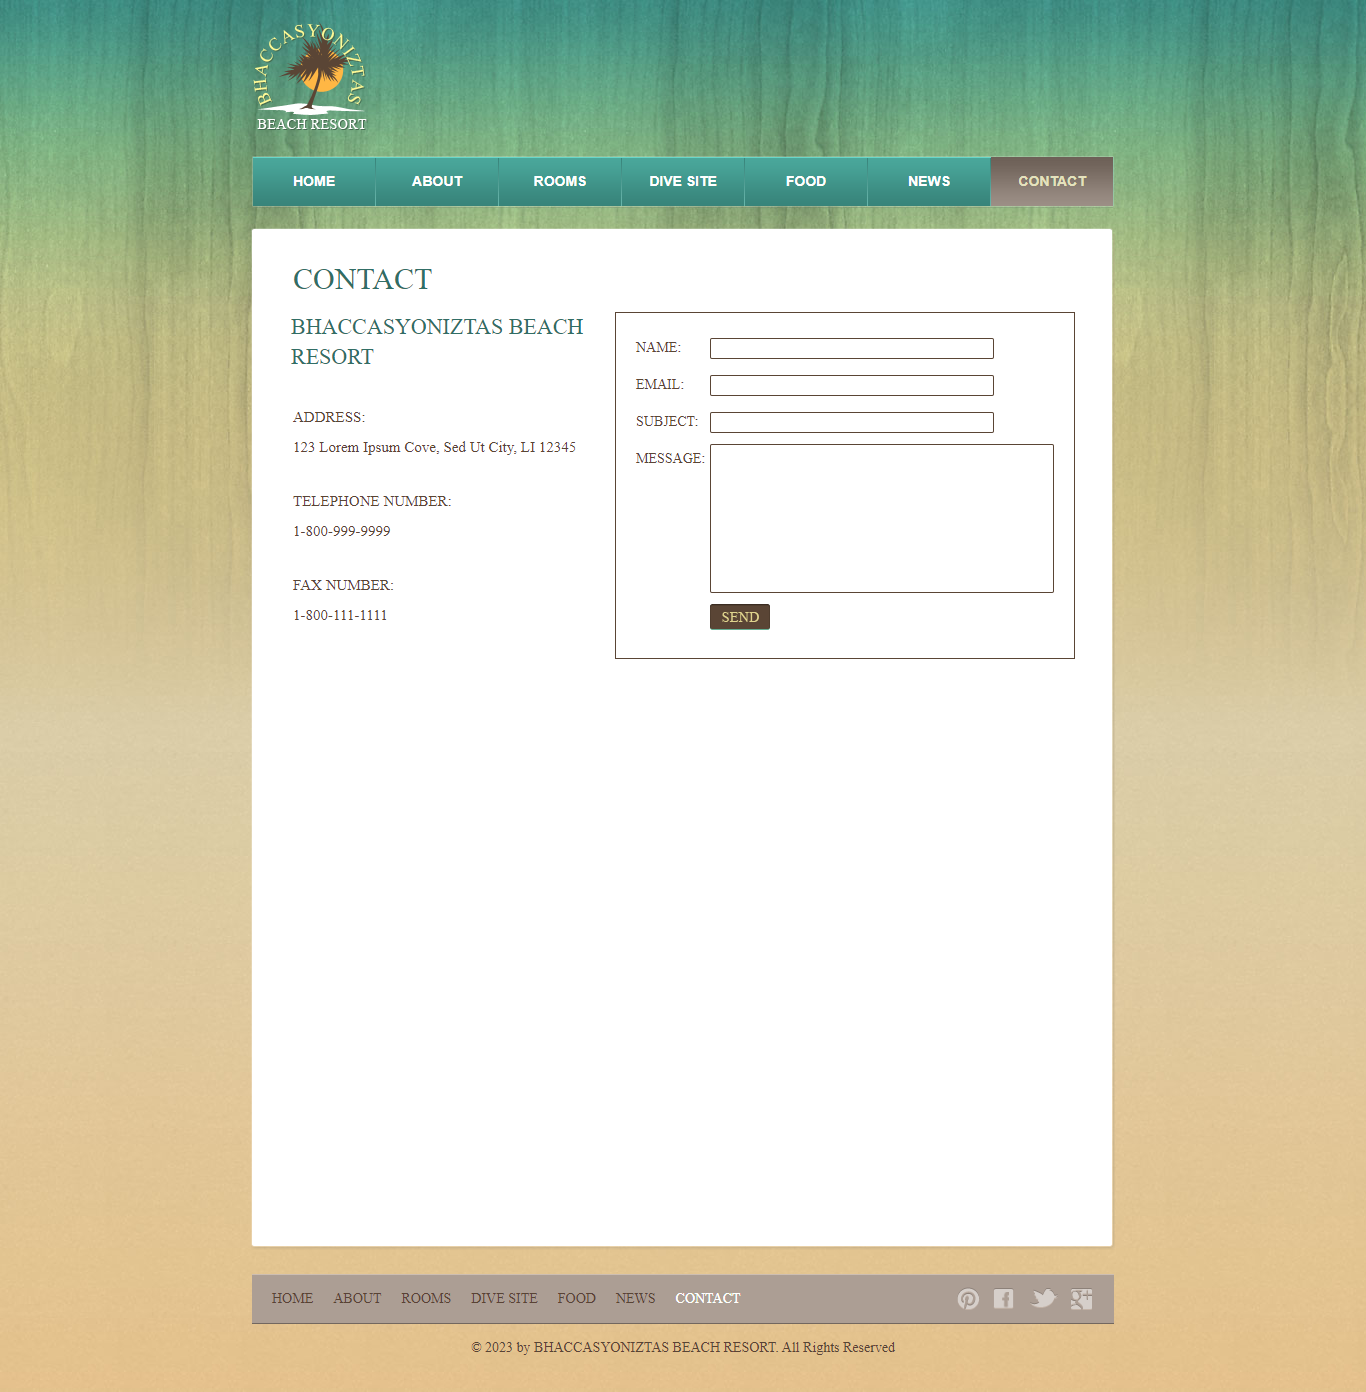 BHACCASYONIZTAS
BEACH RESORT
HOME
ABOUT
ROOMS
DIVE SITE
FOOD
NEWS
CONTACT
CONTACT
BHACCASYONIZTAS BEACH
RESORT
ADDRESS:
123 Lorem Ipsum Cove, Sed Ut City, LI 12345
TELEPHONE NUMBER:
1-800-999-9999
FAX NUMBER:
1-800-111-1111
NAME:
EMAIL:
SUBJECT:
MESSAGE:
SEND
HOME
ABOUT
ROOMS
DIVE SITE
FOOD
NEWS
CONTACT
© 2023 by BHACCASYONIZTAS BEACH RESORT. All Rights Reserved